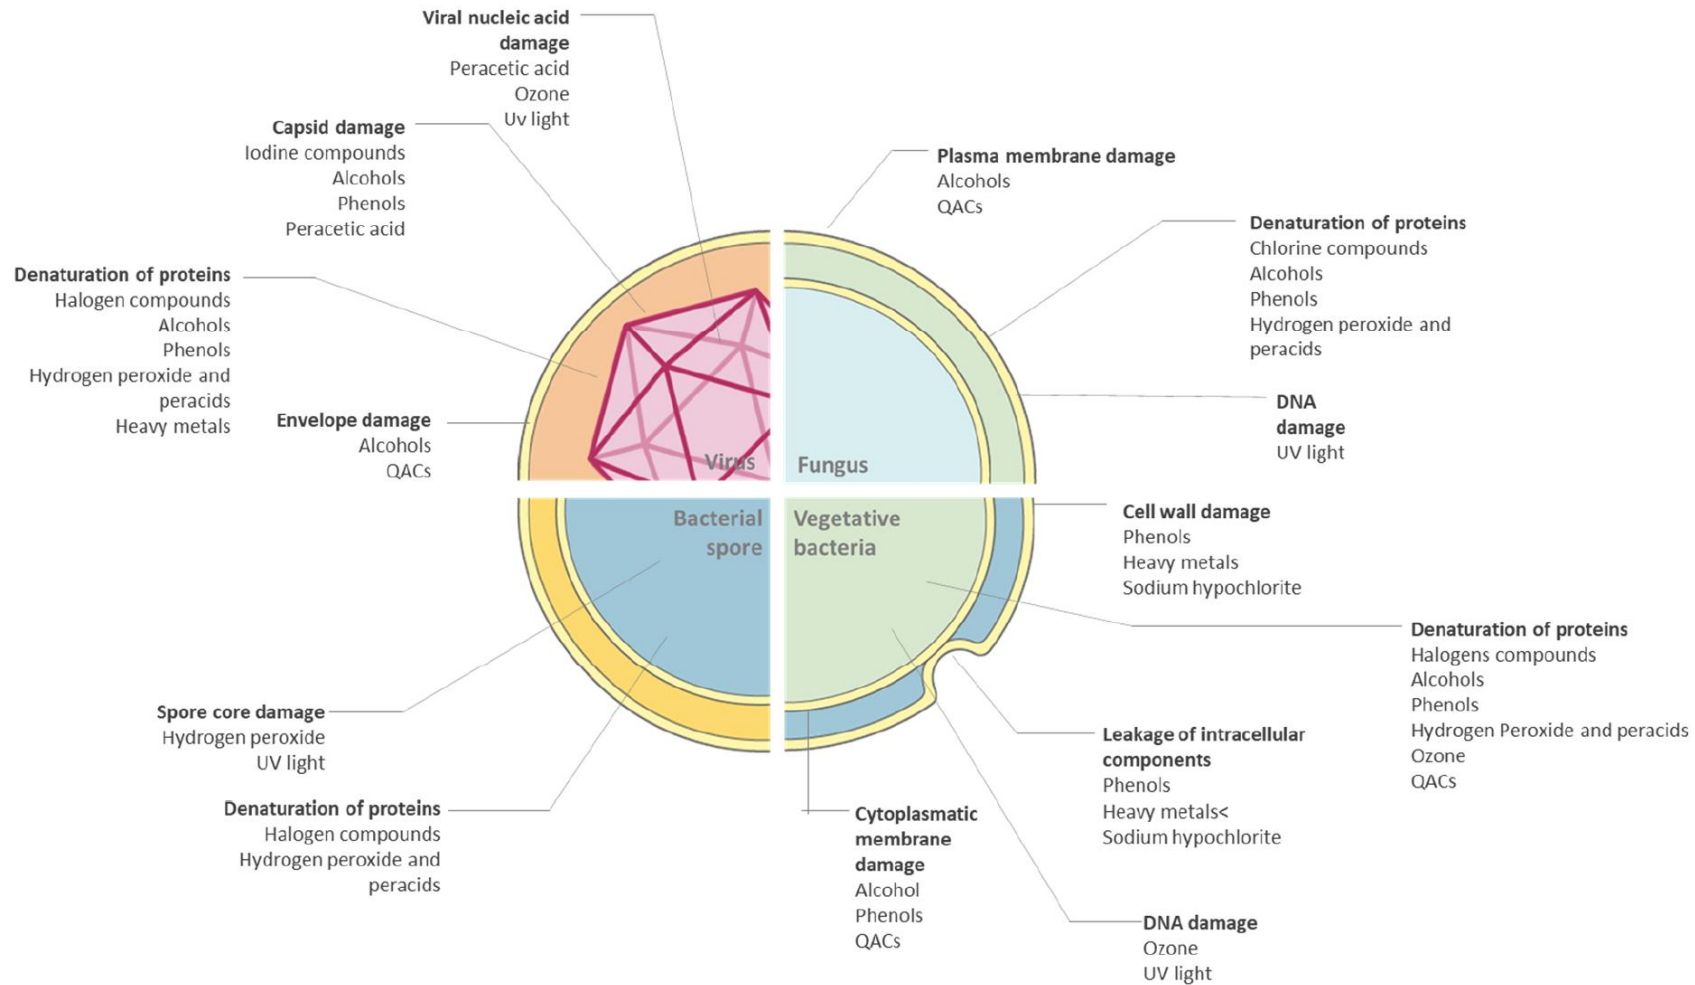 Viral nucleic acid
damage
Peracetic acid
Ozone
Uv light
Capsid damage
Iodine compounds
Alcohols
Phenols
Peracetic acid
Denaturation of proteins
Halogen compounds
Alcohols
Phenols
Hydrogen peroxide and
peracids
Heavy metals
Envelope damage
Alcohols
QACs
Plasma membrane damage
Alcohols
QACs
Denaturation of proteins
Chlorine compounds
Alcohols
Phenols
Hydrogen peroxide and
peracids
DNA
damage
UV light
Virus
Fungus
Bacterial
spore
Vegetative
bacteria
Cell wall damage
Phenols
Heavy metals
Sodium hypochlorite
Denaturation of proteins
Halogens compounds
Alcohols
Phenols
Hydrogen Peroxide and peracids
Ozone
QACs
Spore core damage
Hydrogen peroxide
UV light
Denaturation of proteins
Halogen compounds
Hydrogen peroxide and
peracids
Leakage of intracellular
components
Phenols
Heavy metals<
Sodium hypochlorite
Cytoplasmatic
membrane
damage
Alcohol
Phenols
QACs
DNA damage
Ozone
UV light